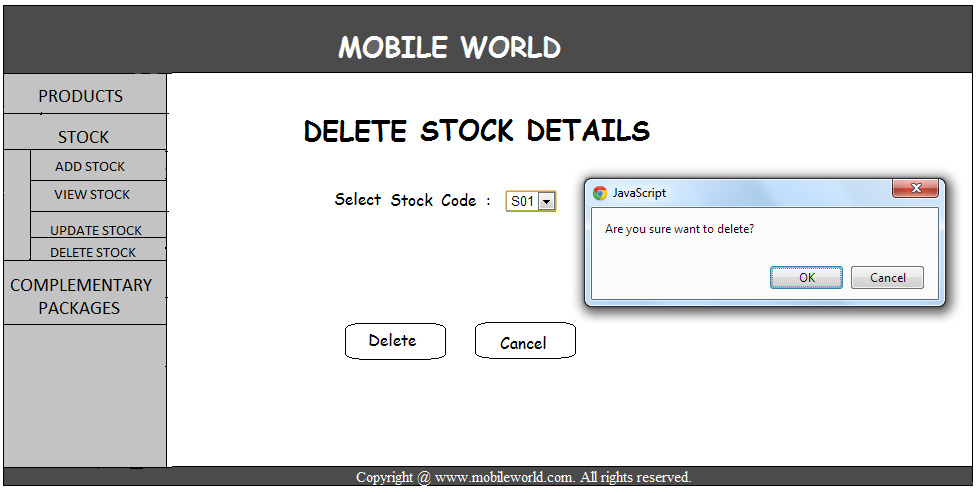 MOBILE WORLD
PRODUCTS
STOCK
ADD STOCK
VIEW STOCK
UPDATE STOCK
DELETE STOCK
COMPLEMENTARY
PACKAGES
DELETE STOCK DETAILS
Select Stock Code : S01
JavaScript
Are you sure want to delete?
OK Cancel
Delete Cancel
Copyright @ www.mobileworld.com. All rights reserved.